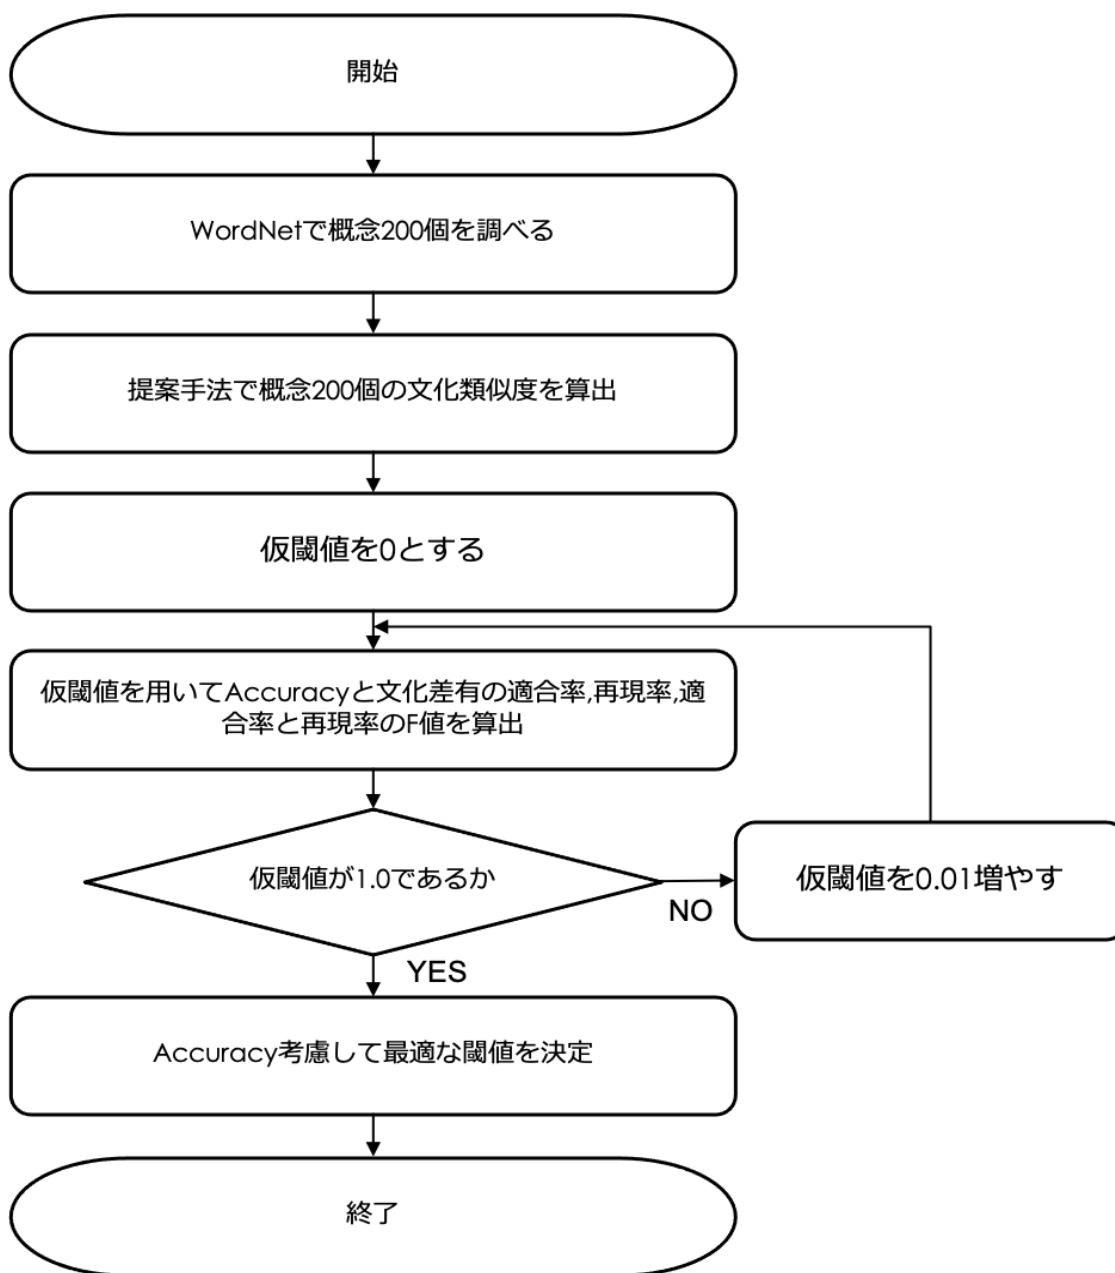 開始
WordNetで概念200個を調べる
提案手法で概念200個の文化類似度を算出
仮閾値を0とする
仮閾値を用いてAccuracyと文化差有の適合率,再現率,適
合率と再現率のF値を算出
仮閾値が1.0であるか
NO
仮閾値を0.01増やす
YES
Accuracy考慮して最適な閾値を決定
終了